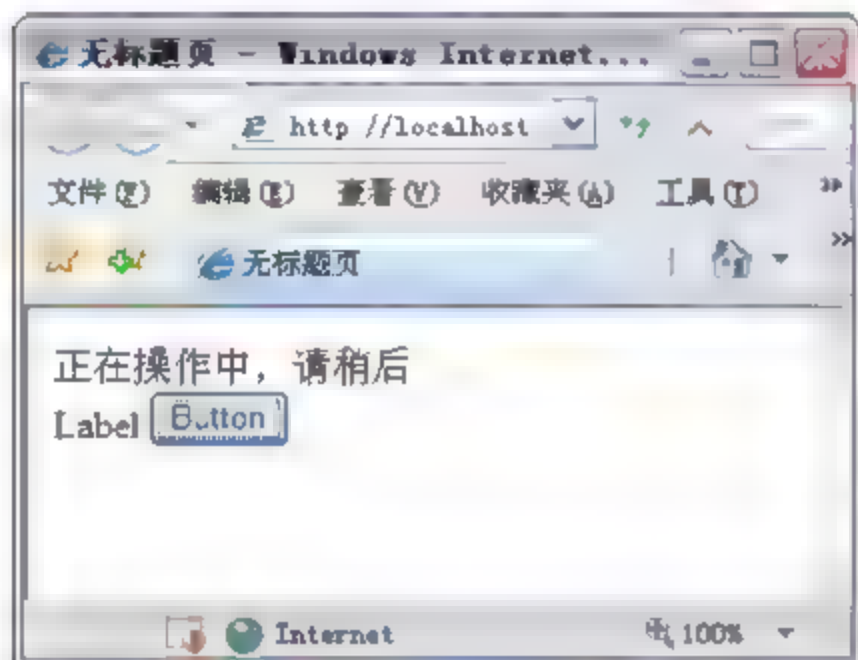 无标题页 - Windows Internet...
http //localhost
文件(F) 编辑(E) 查看(V) 收藏夹(A) 工具(T) »
无标题页 »
正在操作中，请稍后
Label Button
Internet 100%